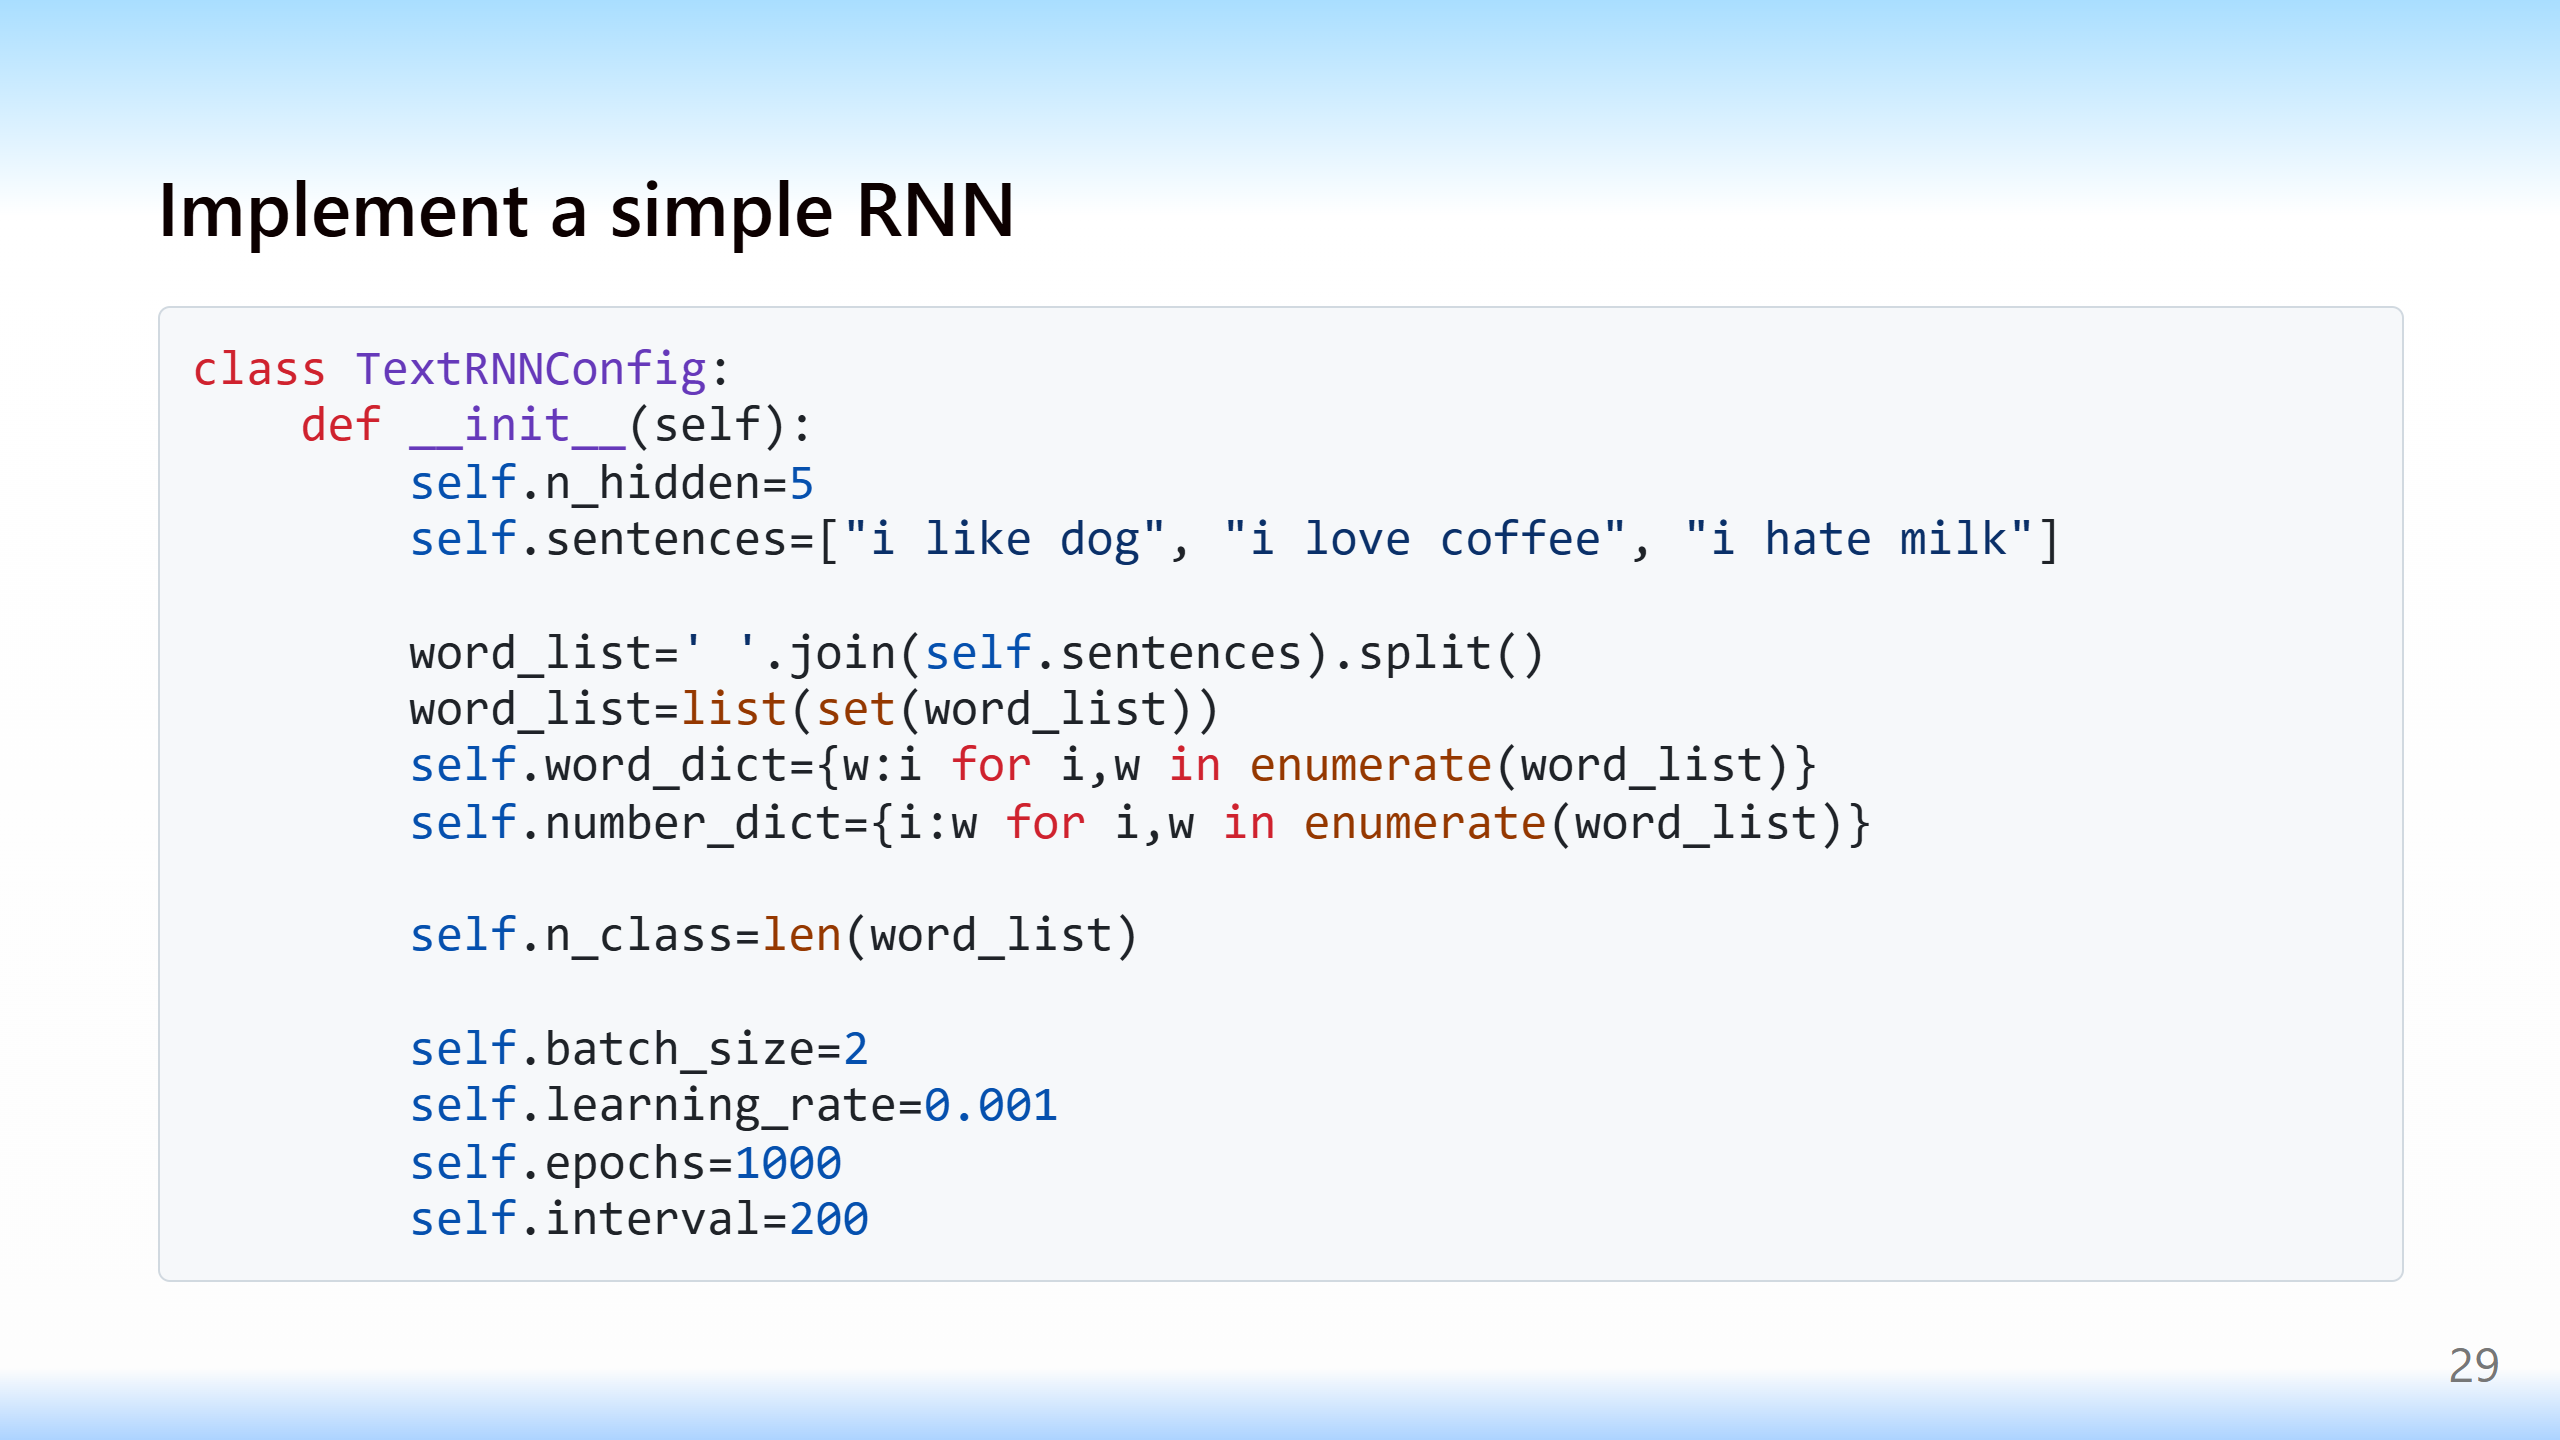 Implement a simple RNN
class TextRNNConfig:
    def __init__(self):
        self.n_hidden=5
        self.sentences=["i like dog", "i love coffee", "i hate milk"]
        word_list=' '.join(self.sentences).split()
        word_list=list(set(word_list))
        self.word_dict={w:i for i,w in enumerate(word_list)}
        self.number_dict={i:w for i,w in enumerate(word_list)}
        self.n_class=len(word_list)
        self.batch_size=2
        self.learning_rate=0.001
        self.epochs=1000
        self.interval=200
29